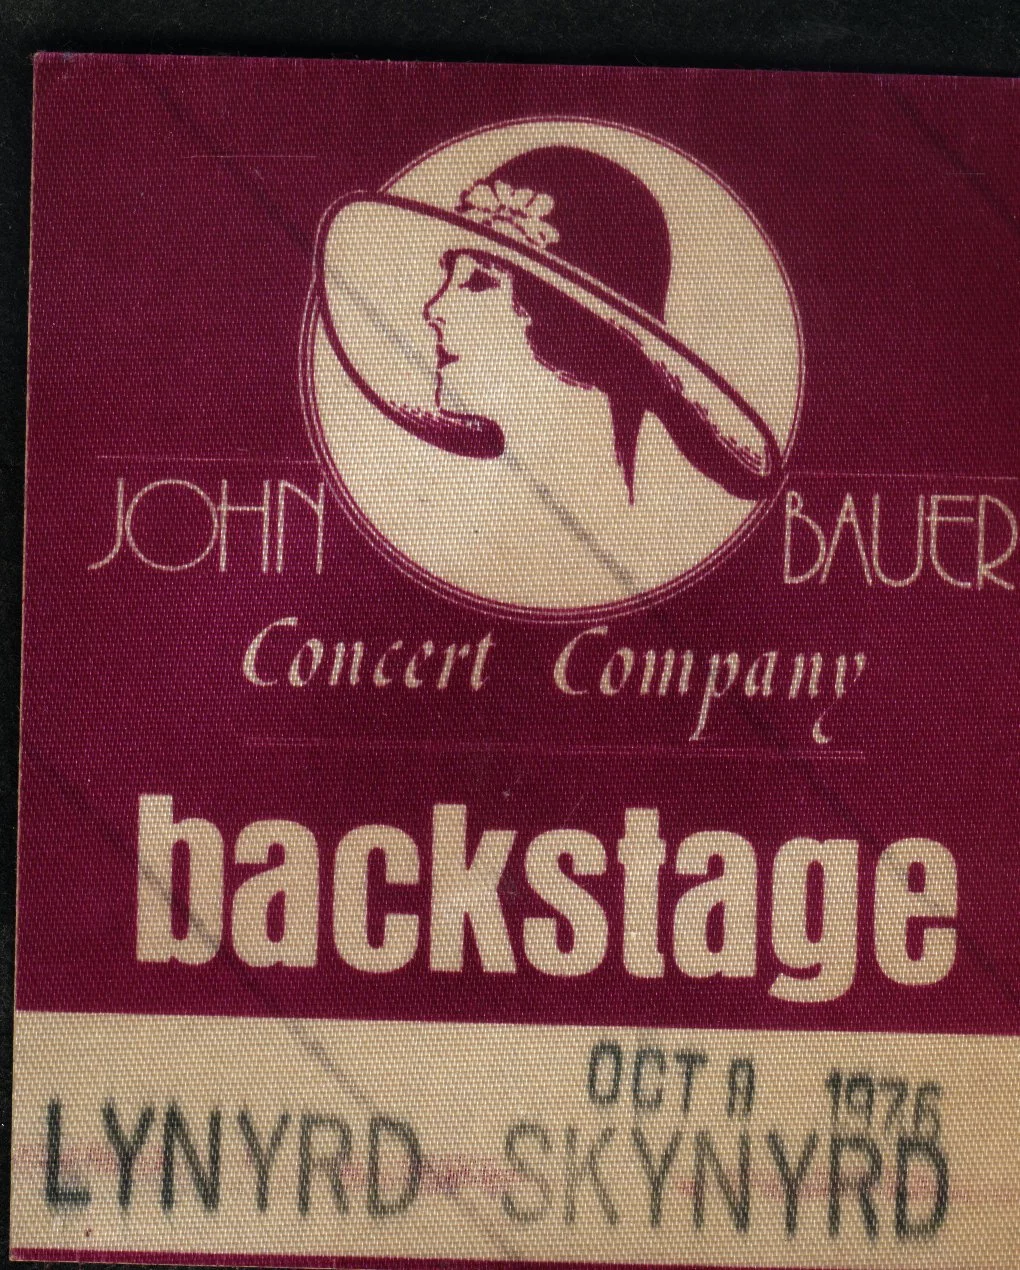 JOHN BAUER
Concert Company
backstage
OCT 1976
LYNYRD SKYNYRD